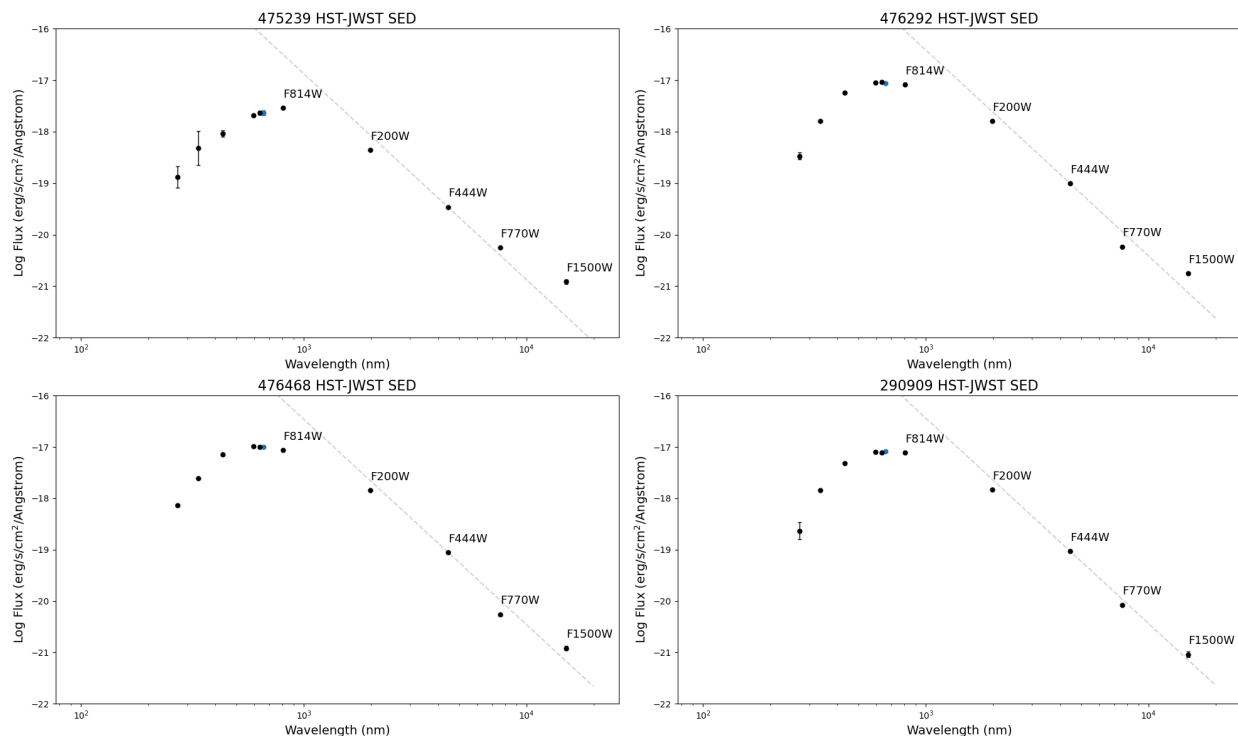 475239 HST-JWST SED
Log Flux (erg/s/cm²/Angstrom)
−16
−17
−18
−19
−20
−21
−22
F814W
F200W
F444W
F770W
F1500W
10² 10³ 10⁴
Wavelength (nm)
476292 HST-JWST SED
Log Flux (erg/s/cm²/Angstrom)
−16
−17
−18
−19
−20
−21
−22
F814W
F200W
F444W
F770W
F1500W
10² 10³ 10⁴
Wavelength (nm)
476468 HST-JWST SED
Log Flux (erg/s/cm²/Angstrom)
−16
−17
−18
−19
−20
−21
−22
F814W
F200W
F444W
F770W
F1500W
10² 10³ 10⁴
Wavelength (nm)
290909 HST-JWST SED
Log Flux (erg/s/cm²/Angstrom)
−16
−17
−18
−19
−20
−21
−22
F814W
F200W
F444W
F770W
F1500W
10² 10³ 10⁴
Wavelength (nm)